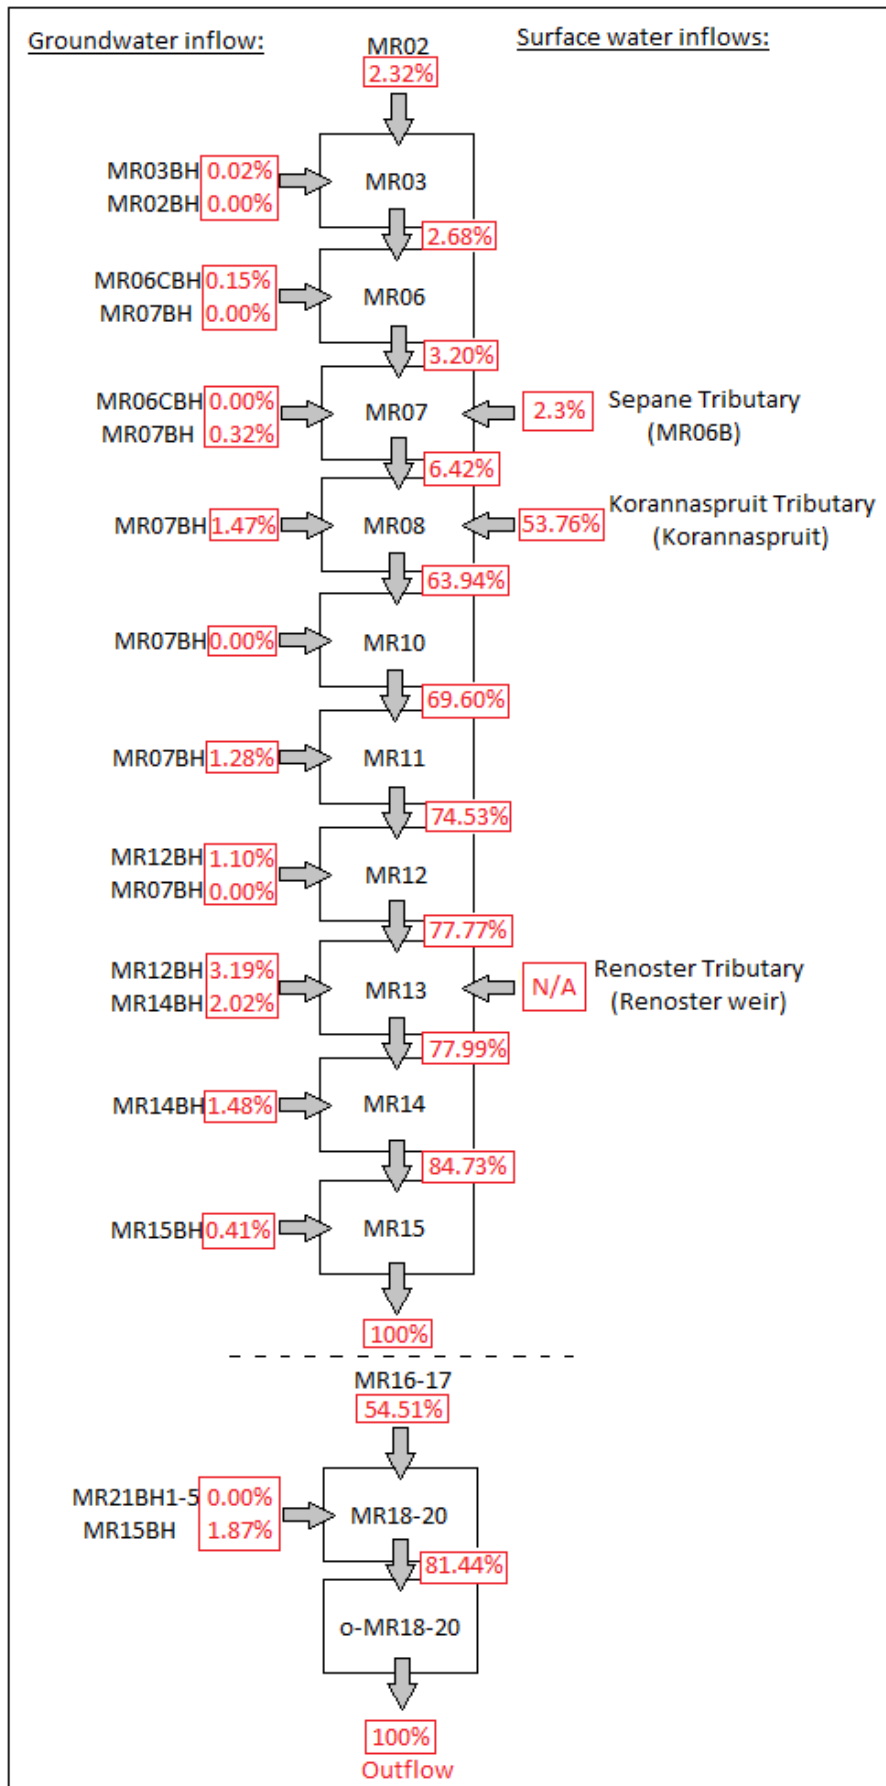 Groundwater inflow:
Surface water inflows:
MR02
2.32%
MR03BH 0.02%
MR02BH 0.00%
MR03
2.68%
MR06CBH 0.15%
MR07BH 0.00%
MR06
3.20%
MR06CBH 0.00%
MR07BH 0.32%
MR07
2.3%
Sepane Tributary
(MR06B)
6.42%
MR07BH 1.47%
MR08
53.76%
Korannaspruit Tributary
(Korannaspruit)
63.94%
MR07BH 0.00%
MR10
69.60%
MR07BH 1.28%
MR11
74.53%
MR12BH 1.10%
MR07BH 0.00%
MR12
77.77%
MR12BH 3.19%
MR14BH 2.02%
MR13
N/A
Renoster Tributary
(Renoster weir)
77.99%
MR14BH 1.48%
MR14
84.73%
MR15BH 0.41%
MR15
100%
MR16-17
54.51%
MR21BH1-5 0.00%
MR15BH 1.87%
MR18-20
81.44%
o-MR18-20
100%
Outflow